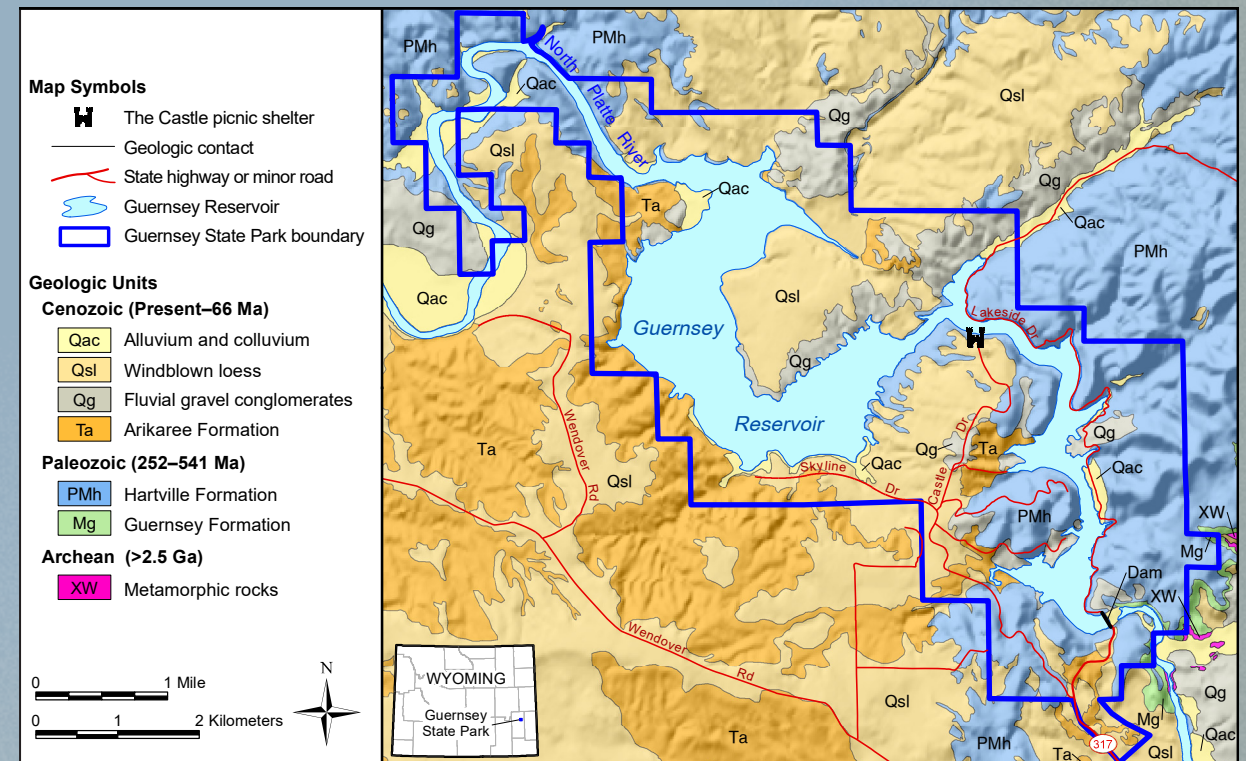 Map Symbols
The Castle picnic shelter
Geologic contact
State highway or minor road
Guernsey Reservoir
Guernsey State Park boundary
Geologic Units
Cenozoic (Present–66 Ma)
Qac Alluvium and colluvium
Qsl Windblown loess
Qg Fluvial gravel conglomerates
Ta Arikaree Formation
Paleozoic (252–541 Ma)
PMh Hartville Formation
Mg Guernsey Formation
Archean (>2.5 Ga)
XW Metamorphic rocks
0 1 Mile
0 1 2 Kilometers
N
WYOMING
Guernsey
State Park
PMh
North Platte River
PMh
Qac
Qsl
Qg
Qsl
Qg
Qac
Ta
Qg
Qac
PMh
Qac
Qsl
Guernsey
Reservoir
Lakeside Dr
Qg
Wendover Rd
Ta
Qsl
Skyline Dr
Qac
Qg
Castle Dr
Ta
Qg
Qac
PMh
XW
Mg
Dam
XW
Wendover Rd
Qsl
Ta
PMh
Ta
317
Mg
Qsl
Qg
Qac